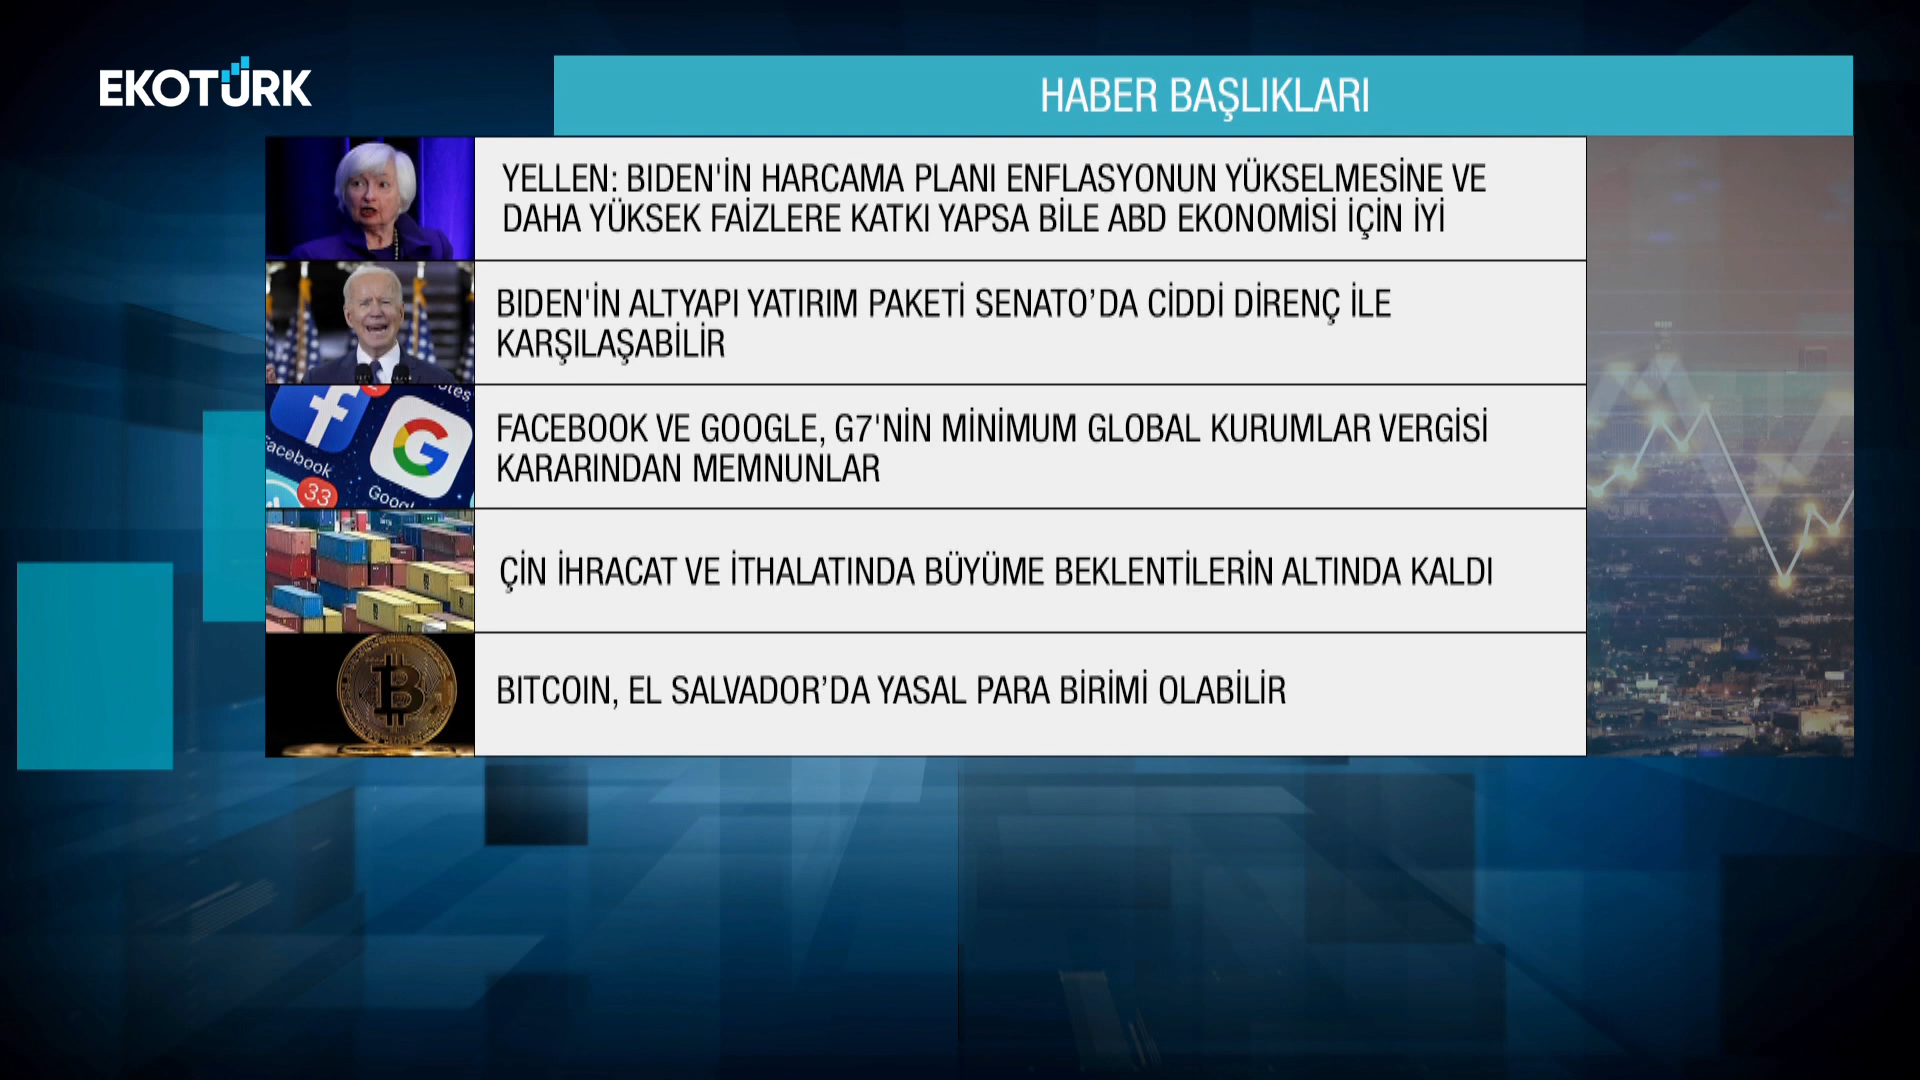 EKOTÜRK
HABER BAŞLIKLARI
YELLEN: BIDEN'İN HARCAMA PLANI ENFLASYONUN YÜKSELMESİNE VE
DAHA YÜKSEK FAİZLERE KATKI YAPSA BİLE ABD EKONOMİSİ İÇİN İYİ
BIDEN'İN ALTYAPI YATIRIM PAKETİ SENATO’DA CİDDİ DİRENÇ İLE
KARŞILAŞABİLİR
FACEBOOK VE GOOGLE, G7'NİN MİNİMUM GLOBAL KURUMLAR VERGİSİ
KARARINDAN MEMNUNLAR
acebook
33
ÇİN İHRACAT VE İTHALATINDA BÜYÜME BEKLENTİLERİN ALTINDA KALDI
BITCOIN, EL SALVADOR’DA YASAL PARA BİRİMİ OLABİLİR